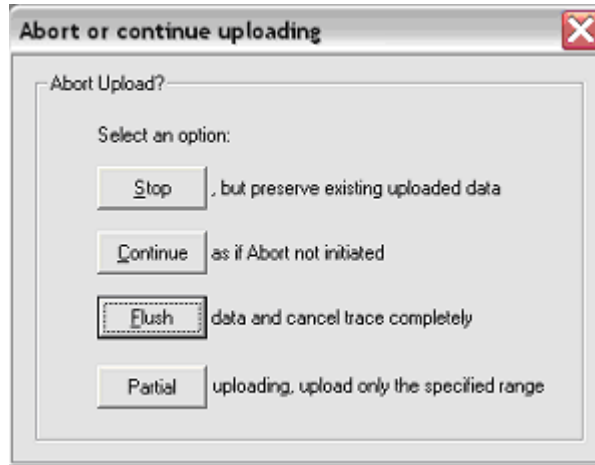 Abort or continue uploading
Abort Upload?
Select an option:
Stop , but preserve existing uploaded data
Continue as if Abort not initiated
Flush data and cancel trace completely
Partial uploading, upload only the specified range